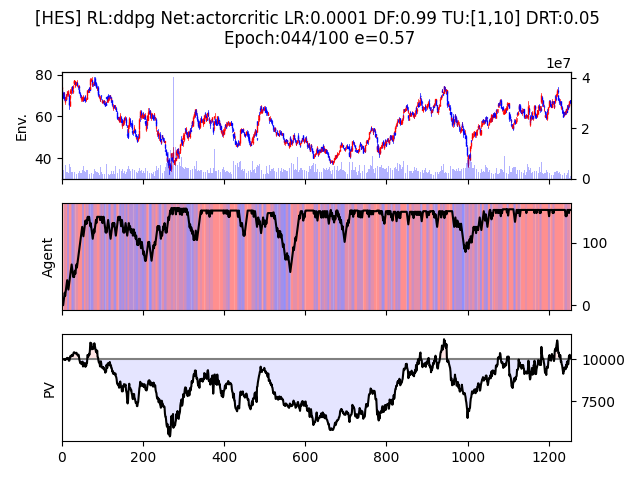 [HES] RL:ddpg Net:actorcritic LR:0.0001 DF:0.99 TU:[1,10] DRT:0.05
Epoch:044/100 e=0.57
1e7
80
60
40
Env.
4
2
0
Agent
100
0
PV
10000
7500
0 200 400 600 800 1000 1200